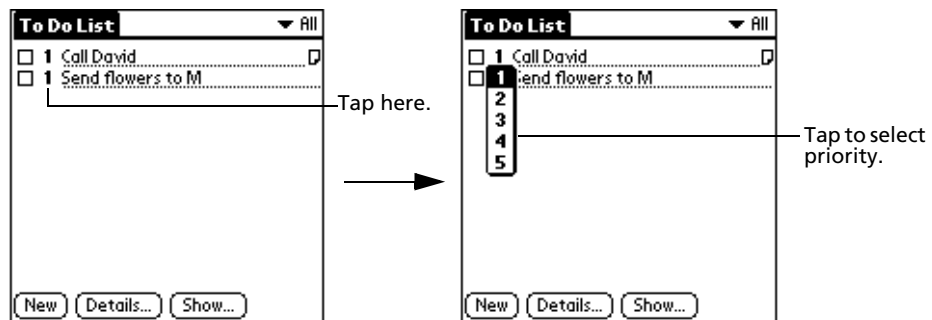 To Do List All
1 Call David
1 Send flowers to M
Tap here.
New Details... Show...
To Do List All
1 Call David
1 end flowers to M
2
3
4
5
Tap to select
priority.
New Details... Show...